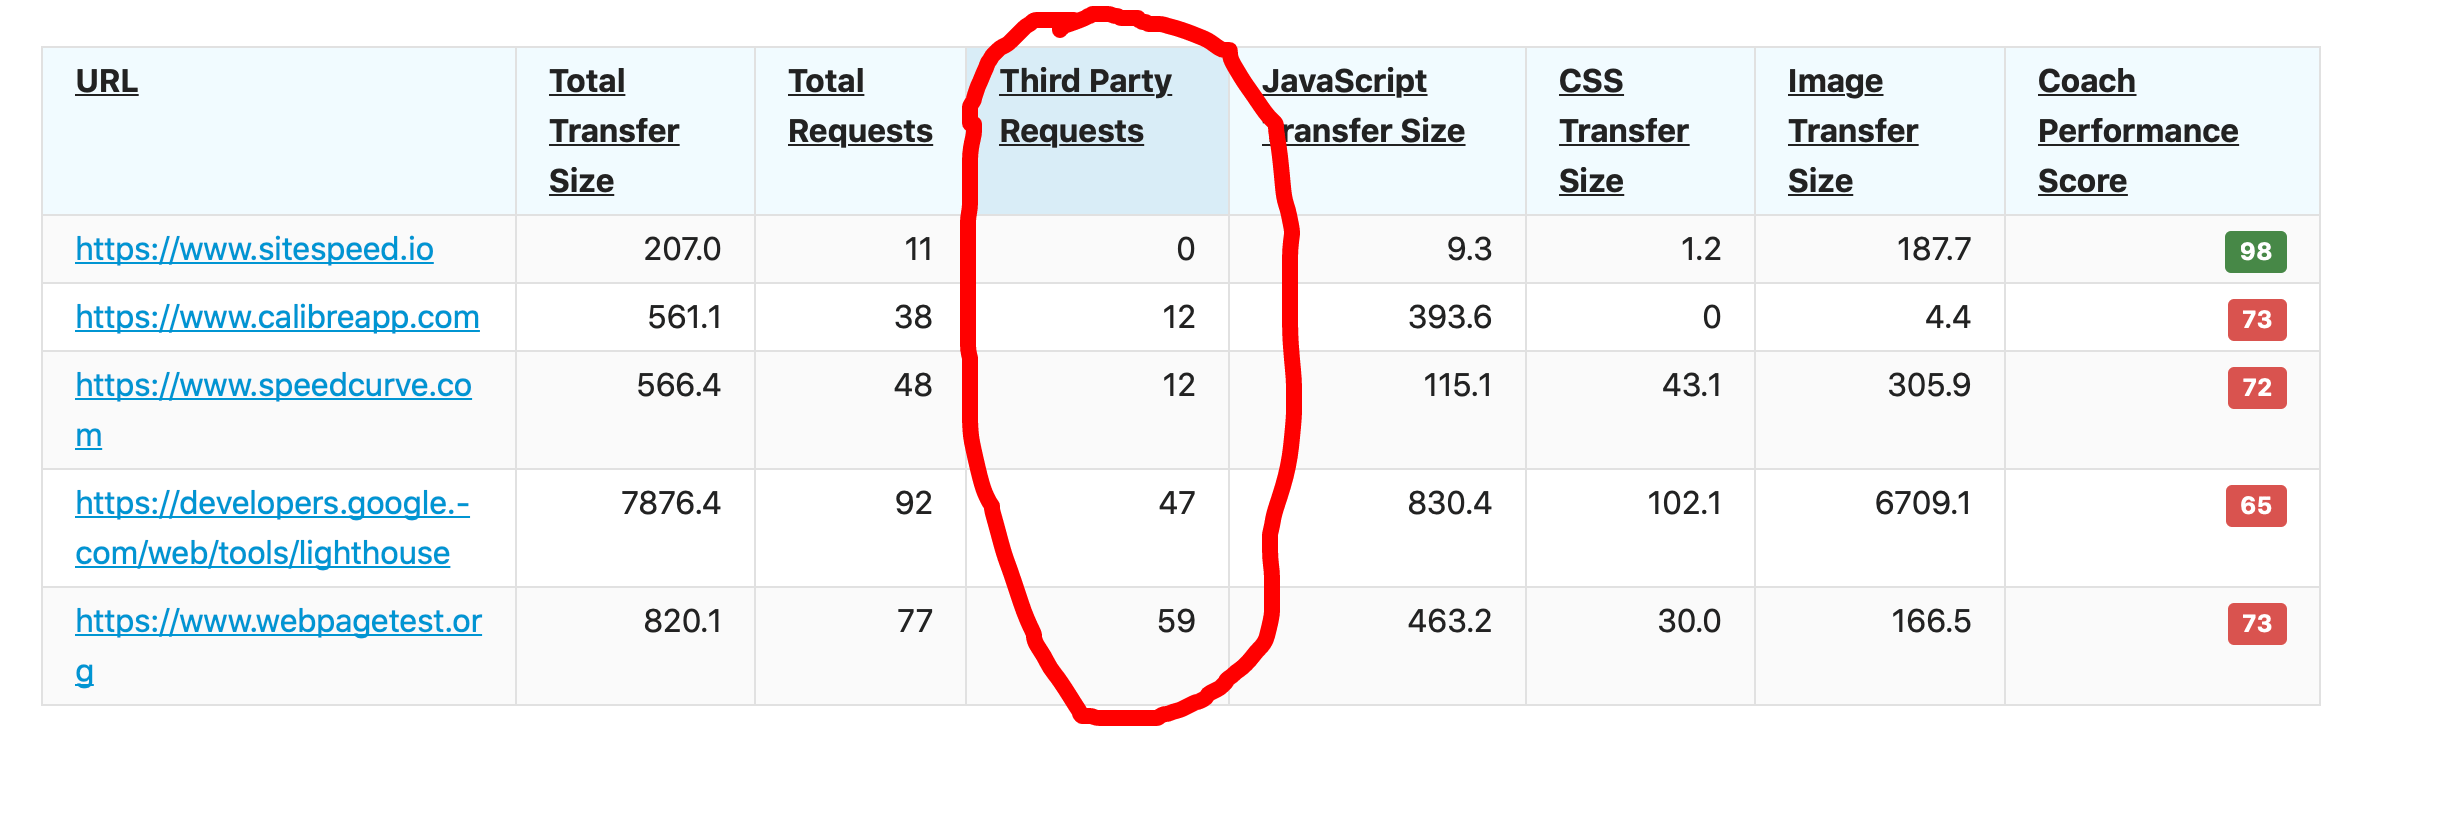 URL Total Transfer Size Total Requests Third Party Requests JavaScript Transfer Size CSS Transfer Size Image Transfer Size Coach Performance Score
https://www.sitespeed.io 207.0 11 0 9.3 1.2 187.7 98
https://www.calibreapp.com 561.1 38 12 393.6 0 4.4 73
https://www.speedcurve.co 566.4 48 12 115.1 43.1 305.9 72
m
https://developers.google.- 7876.4 92 47 830.4 102.1 6709.1 65
com/web/tools/lighthouse
https://www.webpagetest.or 820.1 77 59 463.2 30.0 166.5 73
g